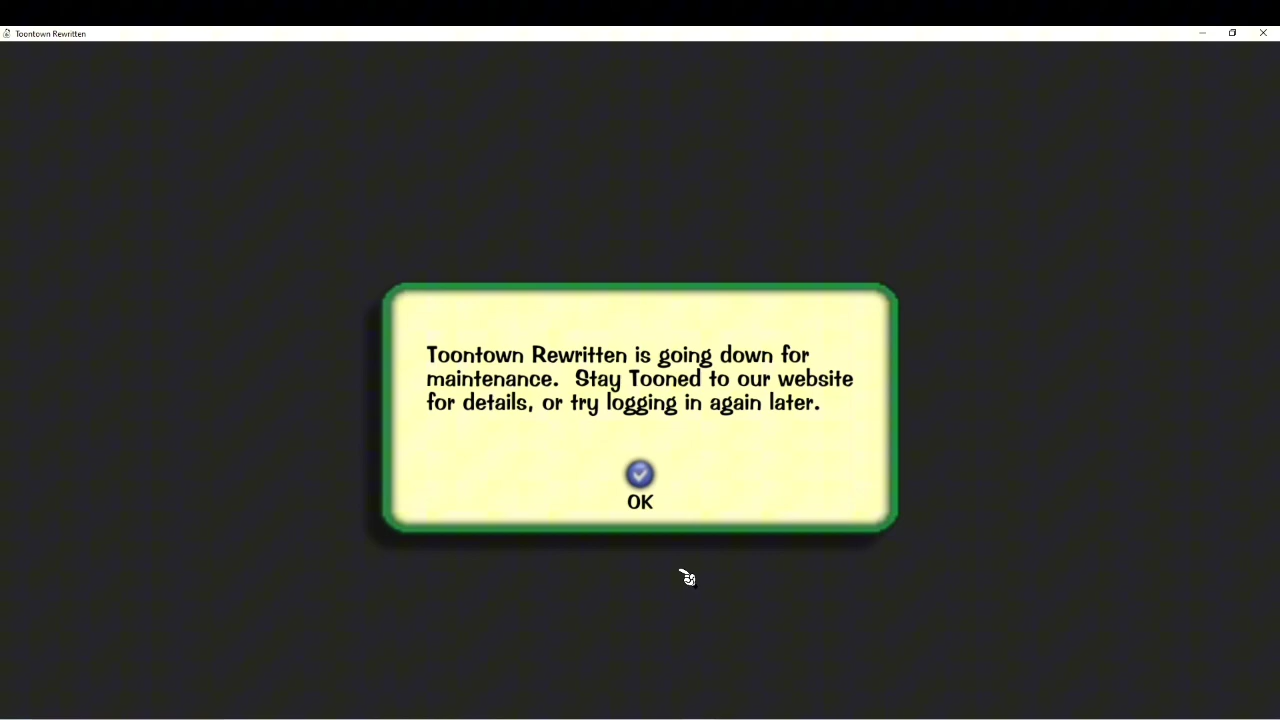 Toontown Rewritten
Toontown Rewritten is going down for
maintenance.  Stay Tooned to our website
for details, or try logging in again later.
OK